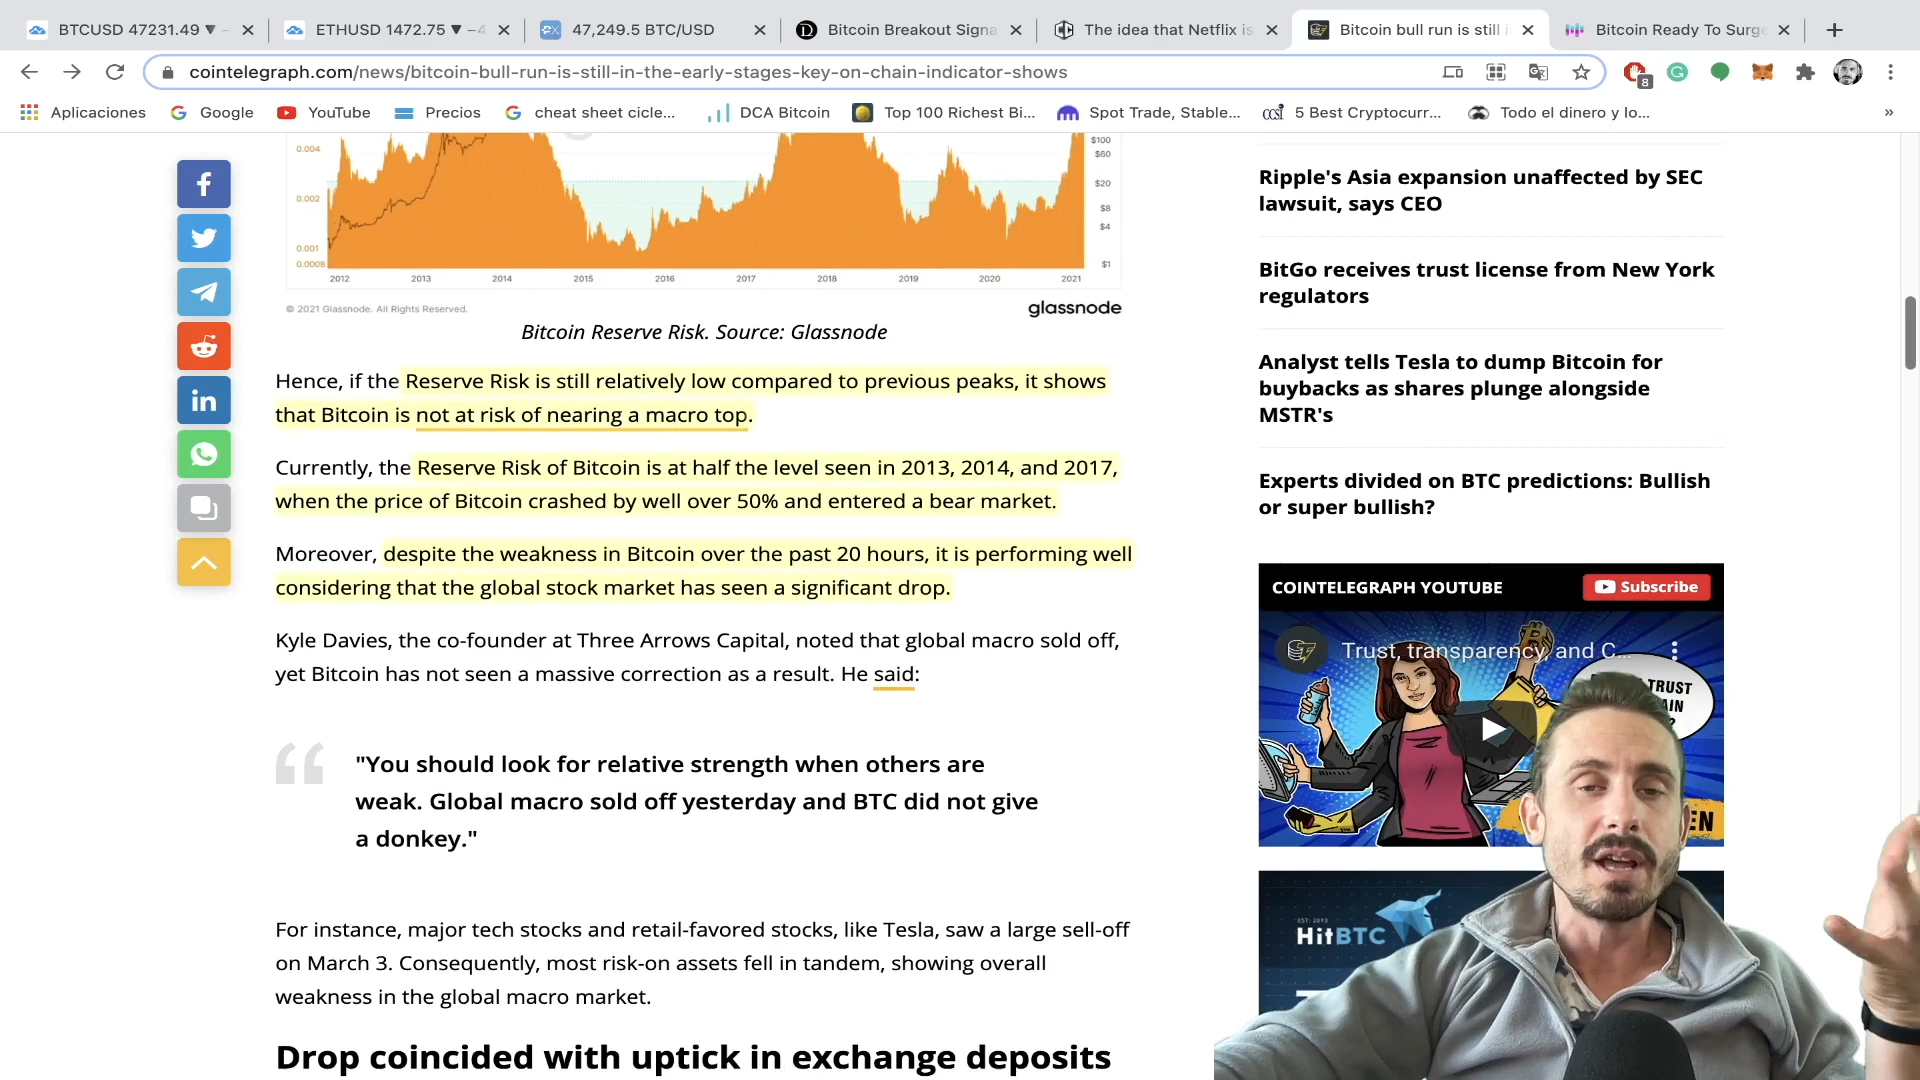 BTCUSD 47231.49 ▼ −
ETHUSD 1472.75 ▼ −4
47,249.5 BTC/USD
Bitcoin Breakout Signa
The idea that Netflix is
Bitcoin bull run is still i
Bitcoin Ready To Surge
cointelegraph.com/news/bitcoin-bull-run-is-still-in-the-early-stages-key-on-chain-indicator-shows
8
Aplicaciones
Google
YouTube
Precios
cheat sheet cicle...
DCA Bitcoin
Top 100 Richest Bi...
Spot Trade, Stable...
5 Best Cryptocurr...
Todo el dinero y lo...
»
0.004
0.002
0.001
0.0008
$100
$60
$20
$8
$4
$1
2012 2013 2014 2015 2016 2017 2018 2019 2020 2021
© 2021 Glassnode. All Rights Reserved.
glassnode
Bitcoin Reserve Risk. Source: Glassnode
Hence, if the Reserve Risk is still relatively low compared to previous peaks, it shows
that Bitcoin is not at risk of nearing a macro top.
Currently, the Reserve Risk of Bitcoin is at half the level seen in 2013, 2014, and 2017,
when the price of Bitcoin crashed by well over 50% and entered a bear market.
Moreover, despite the weakness in Bitcoin over the past 20 hours, it is performing well
considering that the global stock market has seen a significant drop.
Kyle Davies, the co-founder at Three Arrows Capital, noted that global macro sold off,
yet Bitcoin has not seen a massive correction as a result. He said:
"You should look for relative strength when others are
weak. Global macro sold off yesterday and BTC did not give
a donkey."
For instance, major tech stocks and retail-favored stocks, like Tesla, saw a large sell-off
on March 3. Consequently, most risk-on assets fell in tandem, showing overall
weakness in the global macro market.
Drop coincided with uptick in exchange deposits
Ripple's Asia expansion unaffected by SEC
lawsuit, says CEO
BitGo receives trust license from New York
regulators
Analyst tells Tesla to dump Bitcoin for
buybacks as shares plunge alongside
MSTR's
Experts divided on BTC predictions: Bullish
or super bullish?
COINTELEGRAPH YOUTUBE
Subscribe
Trust, transparency, and C...
TRUST
EST: 2013
HitBTC